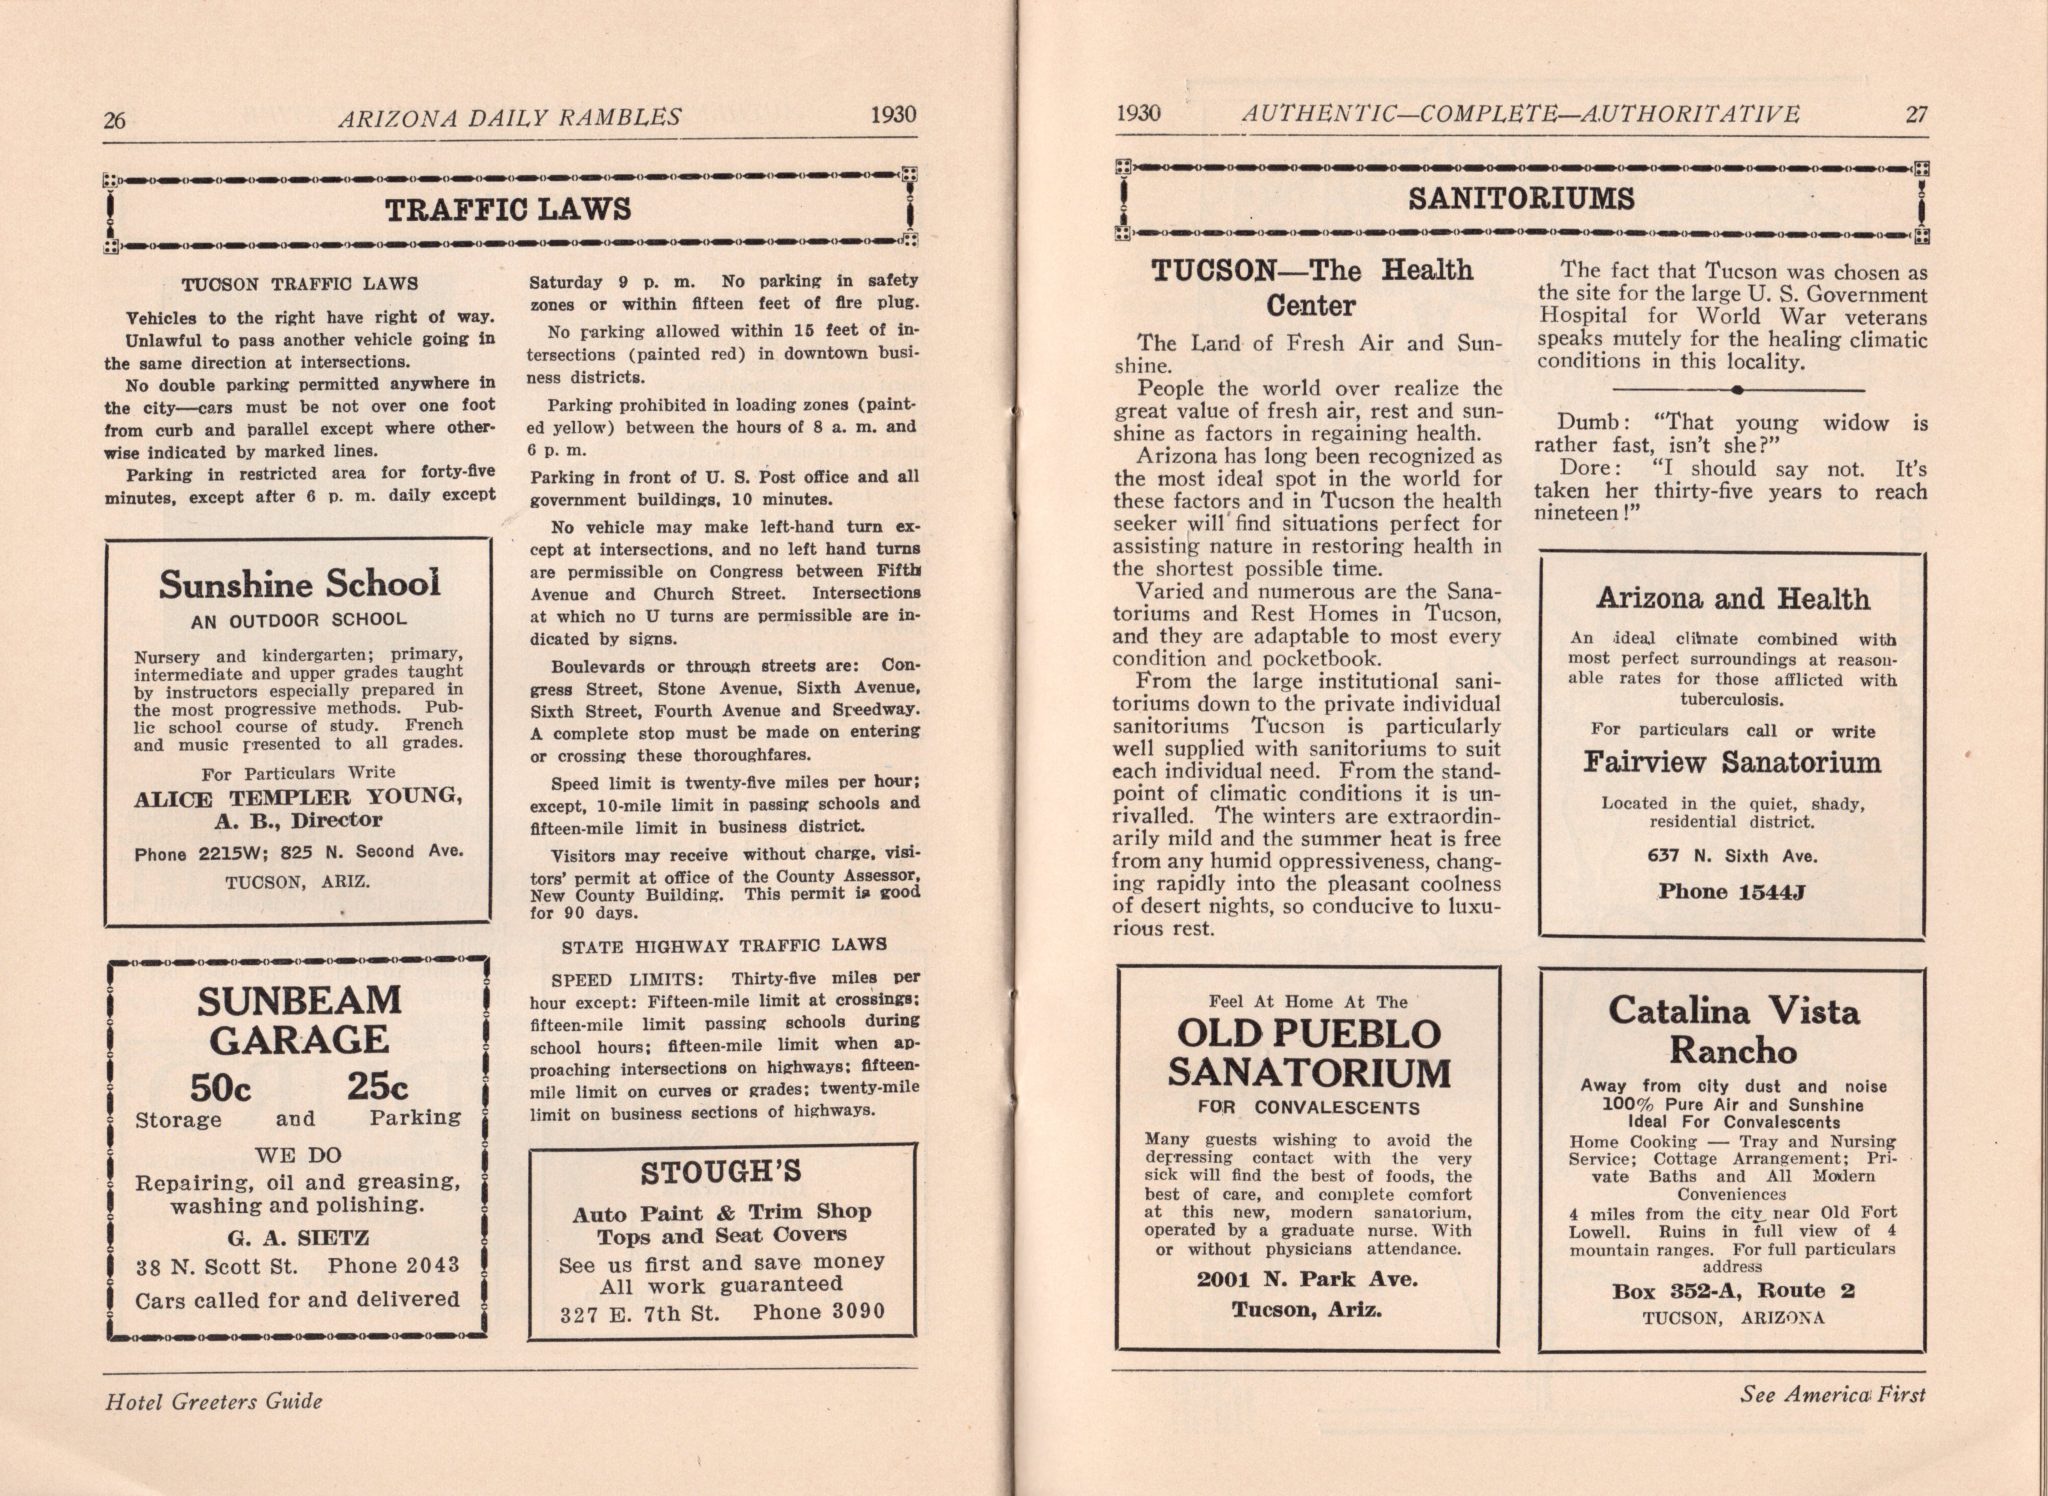 26
ARIZONA DAILY RAMBLES
1930
TRAFFIC LAWS
TUCSON TRAFFIC LAWS
Vehicles to the right have right of way.
Unlawful to pass another vehicle going in
the same direction at intersections.
No double parking permitted anywhere in
the city—cars must be not over one foot
from curb and parallel except where other-
wise indicated by marked lines.
Parking in restricted area for forty-five
minutes, except after 6 p. m. daily except
Sunshine School
AN OUTDOOR SCHOOL
Nursery and kindergarten; primary,
intermediate and upper grades taught
by instructors especially prepared in
the most progressive methods. Pub-
lic school course of study. French
and music presented to all grades.
For Particulars Write
ALICE TEMPLER YOUNG,
A. B., Director
Phone 2215W; 825 N. Second Ave.
TUCSON, ARIZ.
SUNBEAM
GARAGE
50c 25c
Storage and Parking
WE DO
Repairing, oil and greasing,
washing and polishing.
G. A. SIETZ
38 N. Scott St. Phone 2043
Cars called for and delivered
Saturday 9 p. m. No parking in safety
zones or within fifteen feet of fire plug.
No parking allowed within 15 feet of in-
tersections (painted red) in downtown busi-
ness districts.
Parking prohibited in loading zones (paint-
ed yellow) between the hours of 8 a. m. and
6 p. m.
Parking in front of U. S. Post office and all
government buildings, 10 minutes.
No vehicle may make left-hand turn ex-
cept at intersections, and no left hand turns
are permissible on Congress between Fifth
Avenue and Church Street. Intersections
at which no U turns are permissible are in-
dicated by signs.
Boulevards or through streets are: Con-
gress Street, Stone Avenue, Sixth Avenue,
Sixth Street, Fourth Avenue and Speedway.
A complete stop must be made on entering
or crossing these thoroughfares.
Speed limit is twenty-five miles per hour;
except, 10-mile limit in passing schools and
fifteen-mile limit in business district.
Visitors may receive without charge, visi-
tors' permit at office of the County Assessor,
New County Building. This permit is good
for 90 days.
STATE HIGHWAY TRAFFIC LAWS
SPEED LIMITS: Thirty-five miles per
hour except: Fifteen-mile limit at crossings;
fifteen-mile limit passing schools during
school hours; fifteen-mile limit when ap-
proaching intersections on highways; fifteen-
mile limit on curves or grades; twenty-mile
limit on business sections of highways.
STOUGH'S
Auto Paint & Trim Shop
Tops and Seat Covers
See us first and save money
All work guaranteed
327 E. 7th St. Phone 3090
Hotel Greeters Guide
1930
AUTHENTIC—COMPLETE—AUTHORITATIVE
27
SANITORIUMS
TUCSON—The Health
Center
The Land of Fresh Air and Sun-
shine.
People the world over realize the
great value of fresh air, rest and sun-
shine as factors in regaining health.
Arizona has long been recognized as
the most ideal spot in the world for
these factors and in Tucson the health
seeker will find situations perfect for
assisting nature in restoring health in
the shortest possible time.
Varied and numerous are the Sana-
toriums and Rest Homes in Tucson,
and they are adaptable to most every
condition and pocketbook.
From the large institutional sani-
toriums down to the private individual
sanitoriums Tucson is particularly
well supplied with sanitoriums to suit
each individual need. From the stand-
point of climatic conditions it is un-
rivalled. The winters are extraordin-
arily mild and the summer heat is free
from any humid oppressiveness, chang-
ing rapidly into the pleasant coolness
of desert nights, so conducive to luxu-
rious rest.
Feel At Home At The
OLD PUEBLO
SANATORIUM
FOR CONVALESCENTS
Many guests wishing to avoid the
depressing contact with the very
sick will find the best of foods, the
best of care, and complete comfort
at this new, modern sanatorium,
operated by a graduate nurse. With
or without physicians attendance.
2001 N. Park Ave.
Tucson, Ariz.
The fact that Tucson was chosen as
the site for the large U. S. Government
Hospital for World War veterans
speaks mutely for the healing climatic
conditions in this locality.
Dumb: "That young widow is
rather fast, isn't she?"
Dore: "I should say not. It's
taken her thirty-five years to reach
nineteen!"
Arizona and Health
An ideal climate combined with
most perfect surroundings at reason-
able rates for those afflicted with
tuberculosis.
For particulars call or write
Fairview Sanatorium
Located in the quiet, shady,
residential district.
637 N. Sixth Ave.
Phone 1544J
Catalina Vista
Rancho
Away from city dust and noise
100% Pure Air and Sunshine
Ideal For Convalescents
Home Cooking — Tray and Nursing
Service; Cottage Arrangement; Pri-
vate Baths and All Modern
Conveniences
4 miles from the city near Old Fort
Lowell. Ruins in full view of 4
mountain ranges. For full particulars
address
Box 352-A, Route 2
TUCSON, ARIZONA
See America First